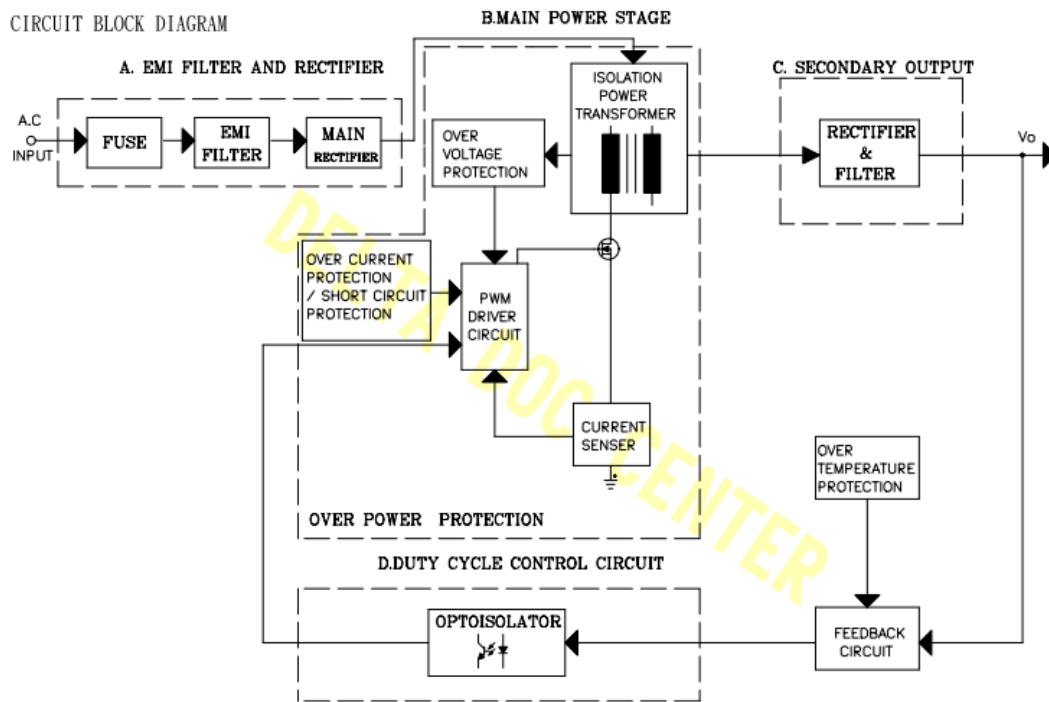 CIRCUIT BLOCK DIAGRAM
B.MAIN POWER STAGE
A. EMI FILTER AND RECTIFIER
C. SECONDARY OUTPUT
A.C
INPUT
FUSE
EMI
FILTER
MAIN
RECTIFIER
OVER
VOLTAGE
PROTECTION
ISOLATION
POWER
TRANSFORMER
RECTIFIER
&
FILTER
Vo
OVER CURRENT
PROTECTION
/ SHORT CIRCUIT
PROTECTION
PWM
DRIVER
CIRCUIT
CURRENT
SENSER
OVER
TEMPERATURE
PROTECTION
OVER POWER PROTECTION
D.DUTY CYCLE CONTROL CIRCUIT
OPTOISOLATOR
FEEDBACK
CIRCUIT
DELTA DOC CENTER